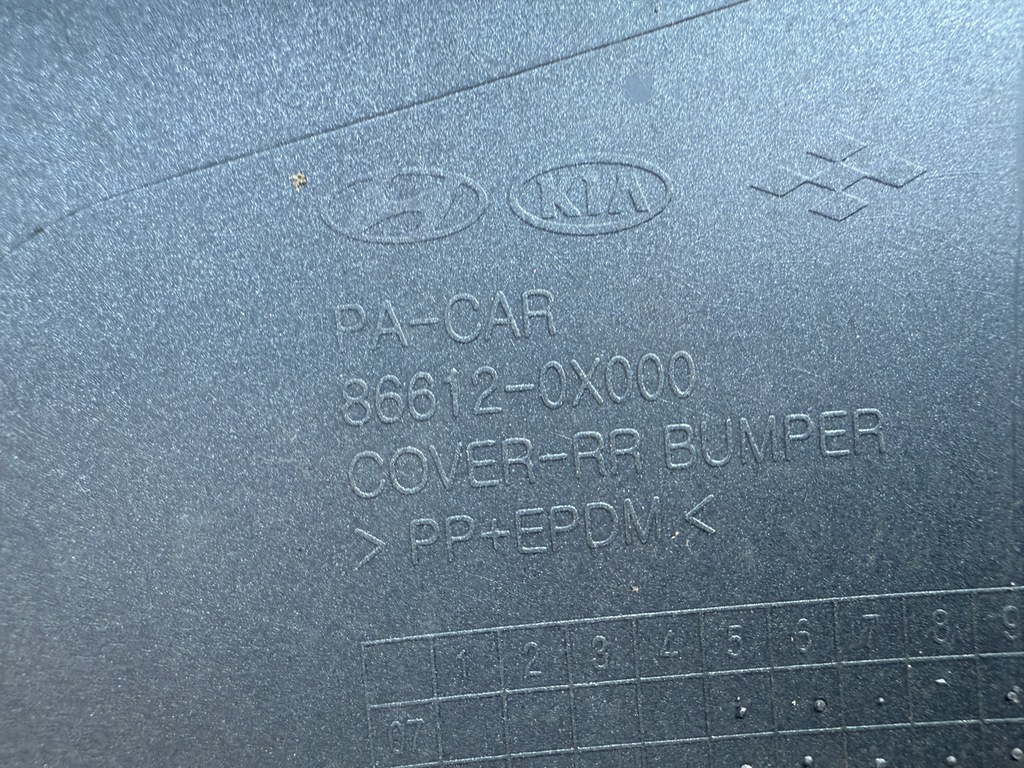 KIA
PA-CAR
86612-0X000
COVER-RR BUMPER
> PP+EPDM <
1 2 3 4 5 6 7 8 9
07